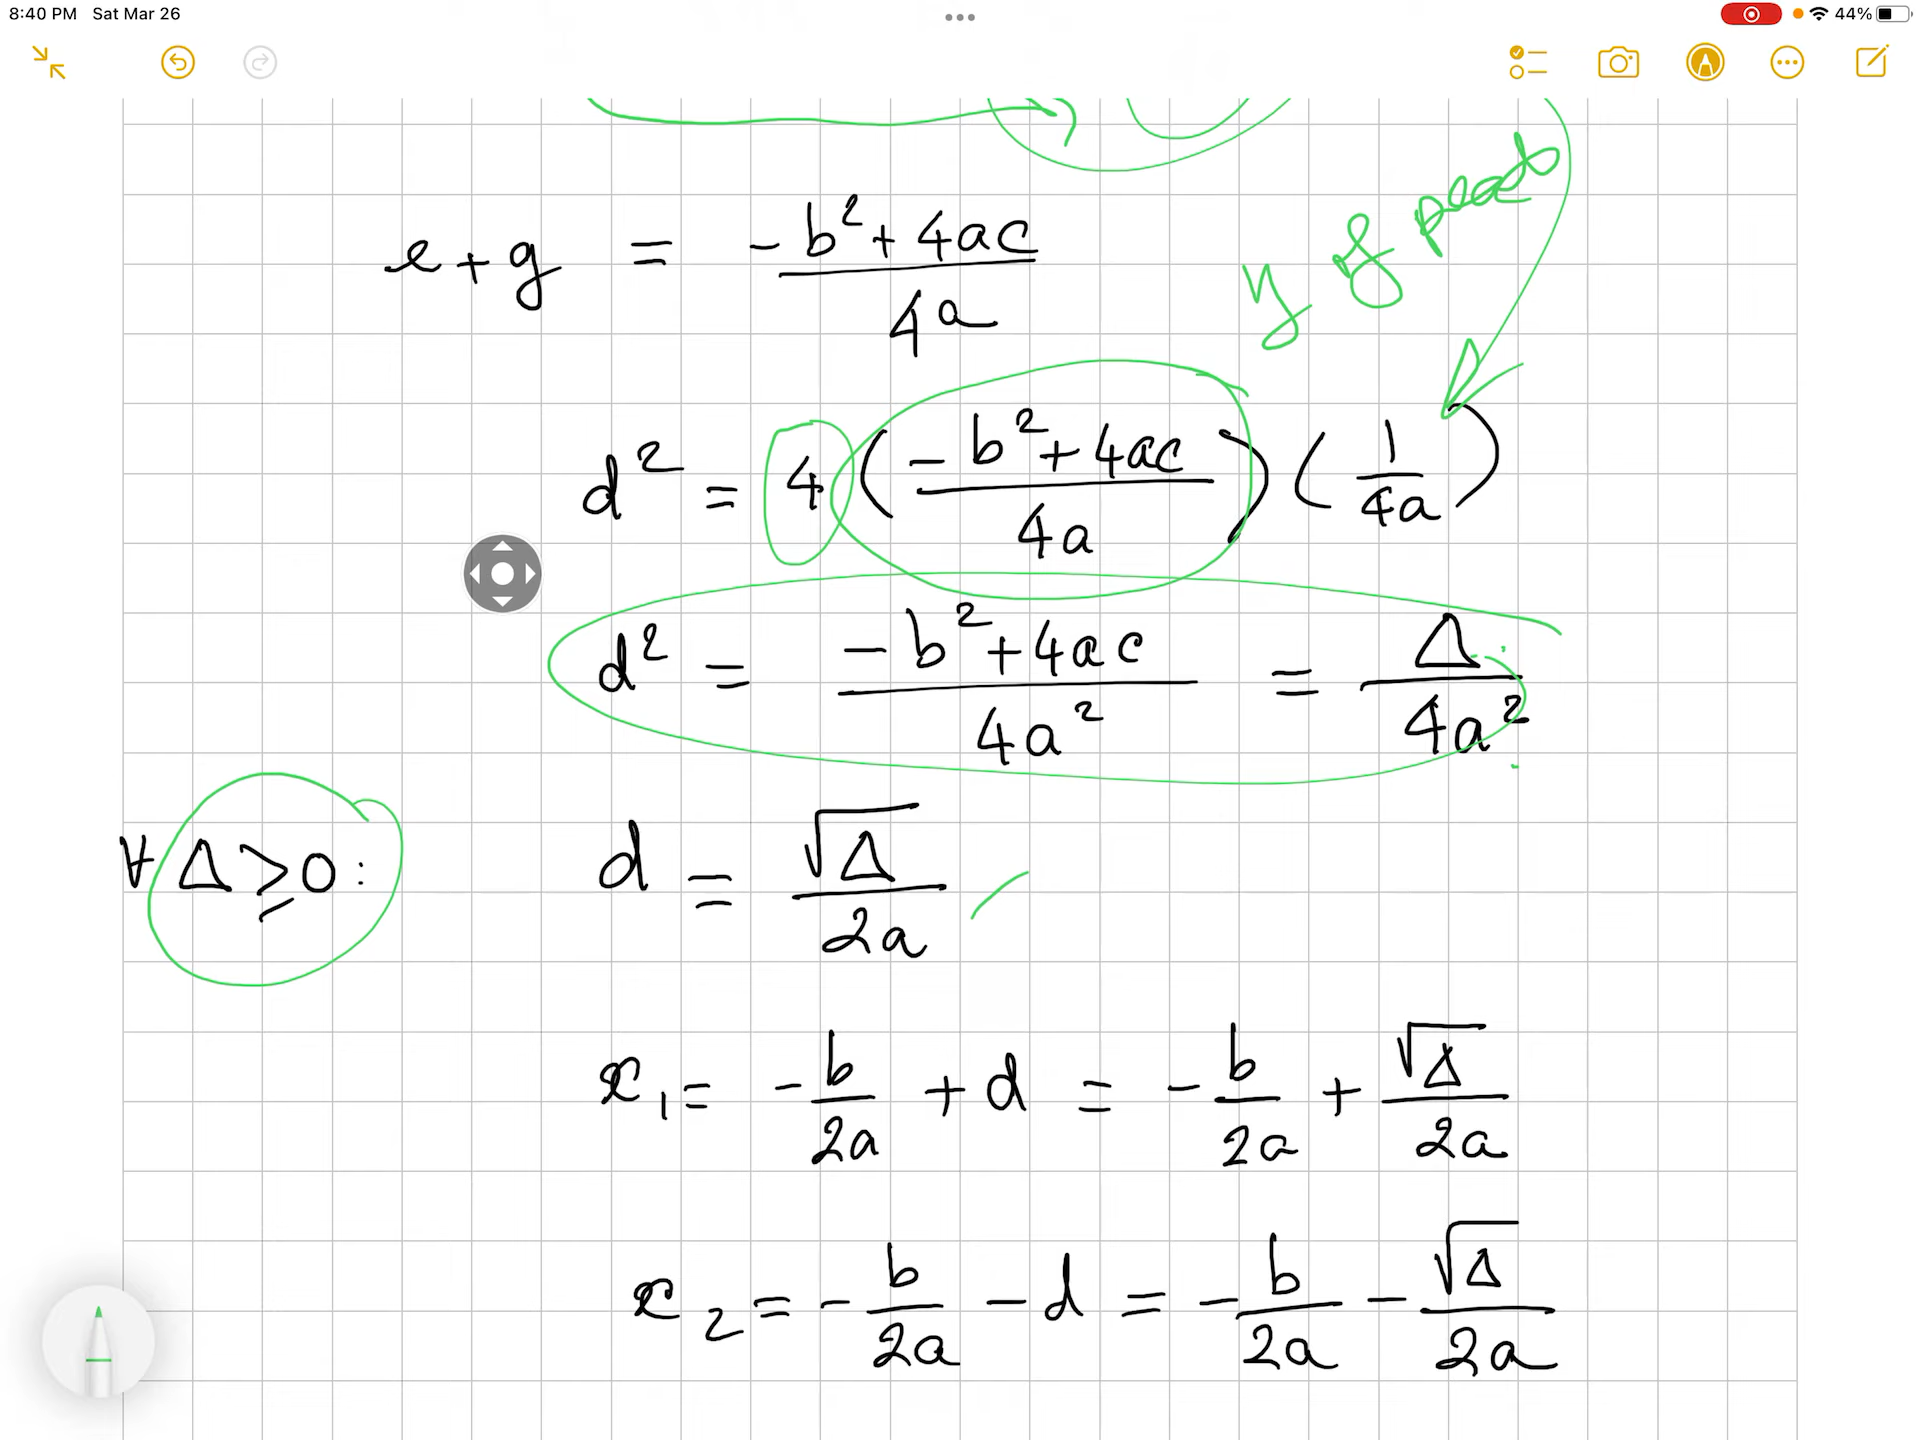 8:40 PM Sat Mar 26
44%
y of peak
e + g = (-b² + 4ac)/(4a)
d² = 4 ((-b² + 4ac)/(4a)) (1/(4a))
d² = (-b² + 4ac)/(4a²) = Δ/(4a²)
∀ Δ ≥ 0: d = √Δ/(2a)
x₁ = -b/(2a) + d = -b/(2a) + √Δ/(2a)
x₂ = -b/(2a) - d = -b/(2a) - √Δ/(2a)